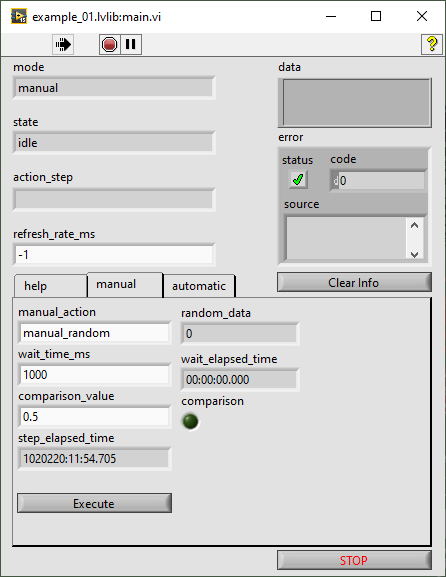 example_01.lvlib:main.vi
mode
manual
state
idle
action_step
refresh_rate_ms
-1
data
error
status
code
d0
source
Clear Info
help
manual
automatic
manual_action
manual_random
wait_time_ms
1000
comparison_value
0.5
step_elapsed_time
1020220:11:54.705
random_data
0
wait_elapsed_time
00:00:00.000
comparison
Execute
STOP